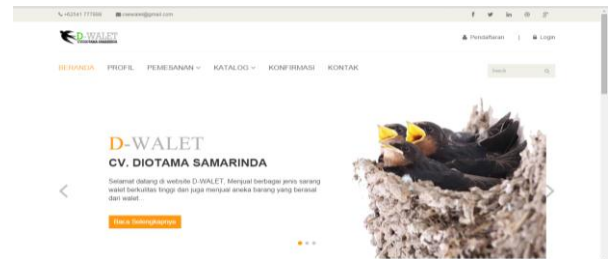 D-WALET
Pendaftaran | Login
BERANDA PROFIL PEMESANAN KATALOG KONFIRMASI KONTAK
Search
D-WALET
CV. DIOTAMA SAMARINDA
Selamat datang di website D-WALET, Menjual berbagai jenis sarang
walet berkulitas tinggi dan juga menjual aneka barang yang berasal
dari walet...
Baca Selengkapnya